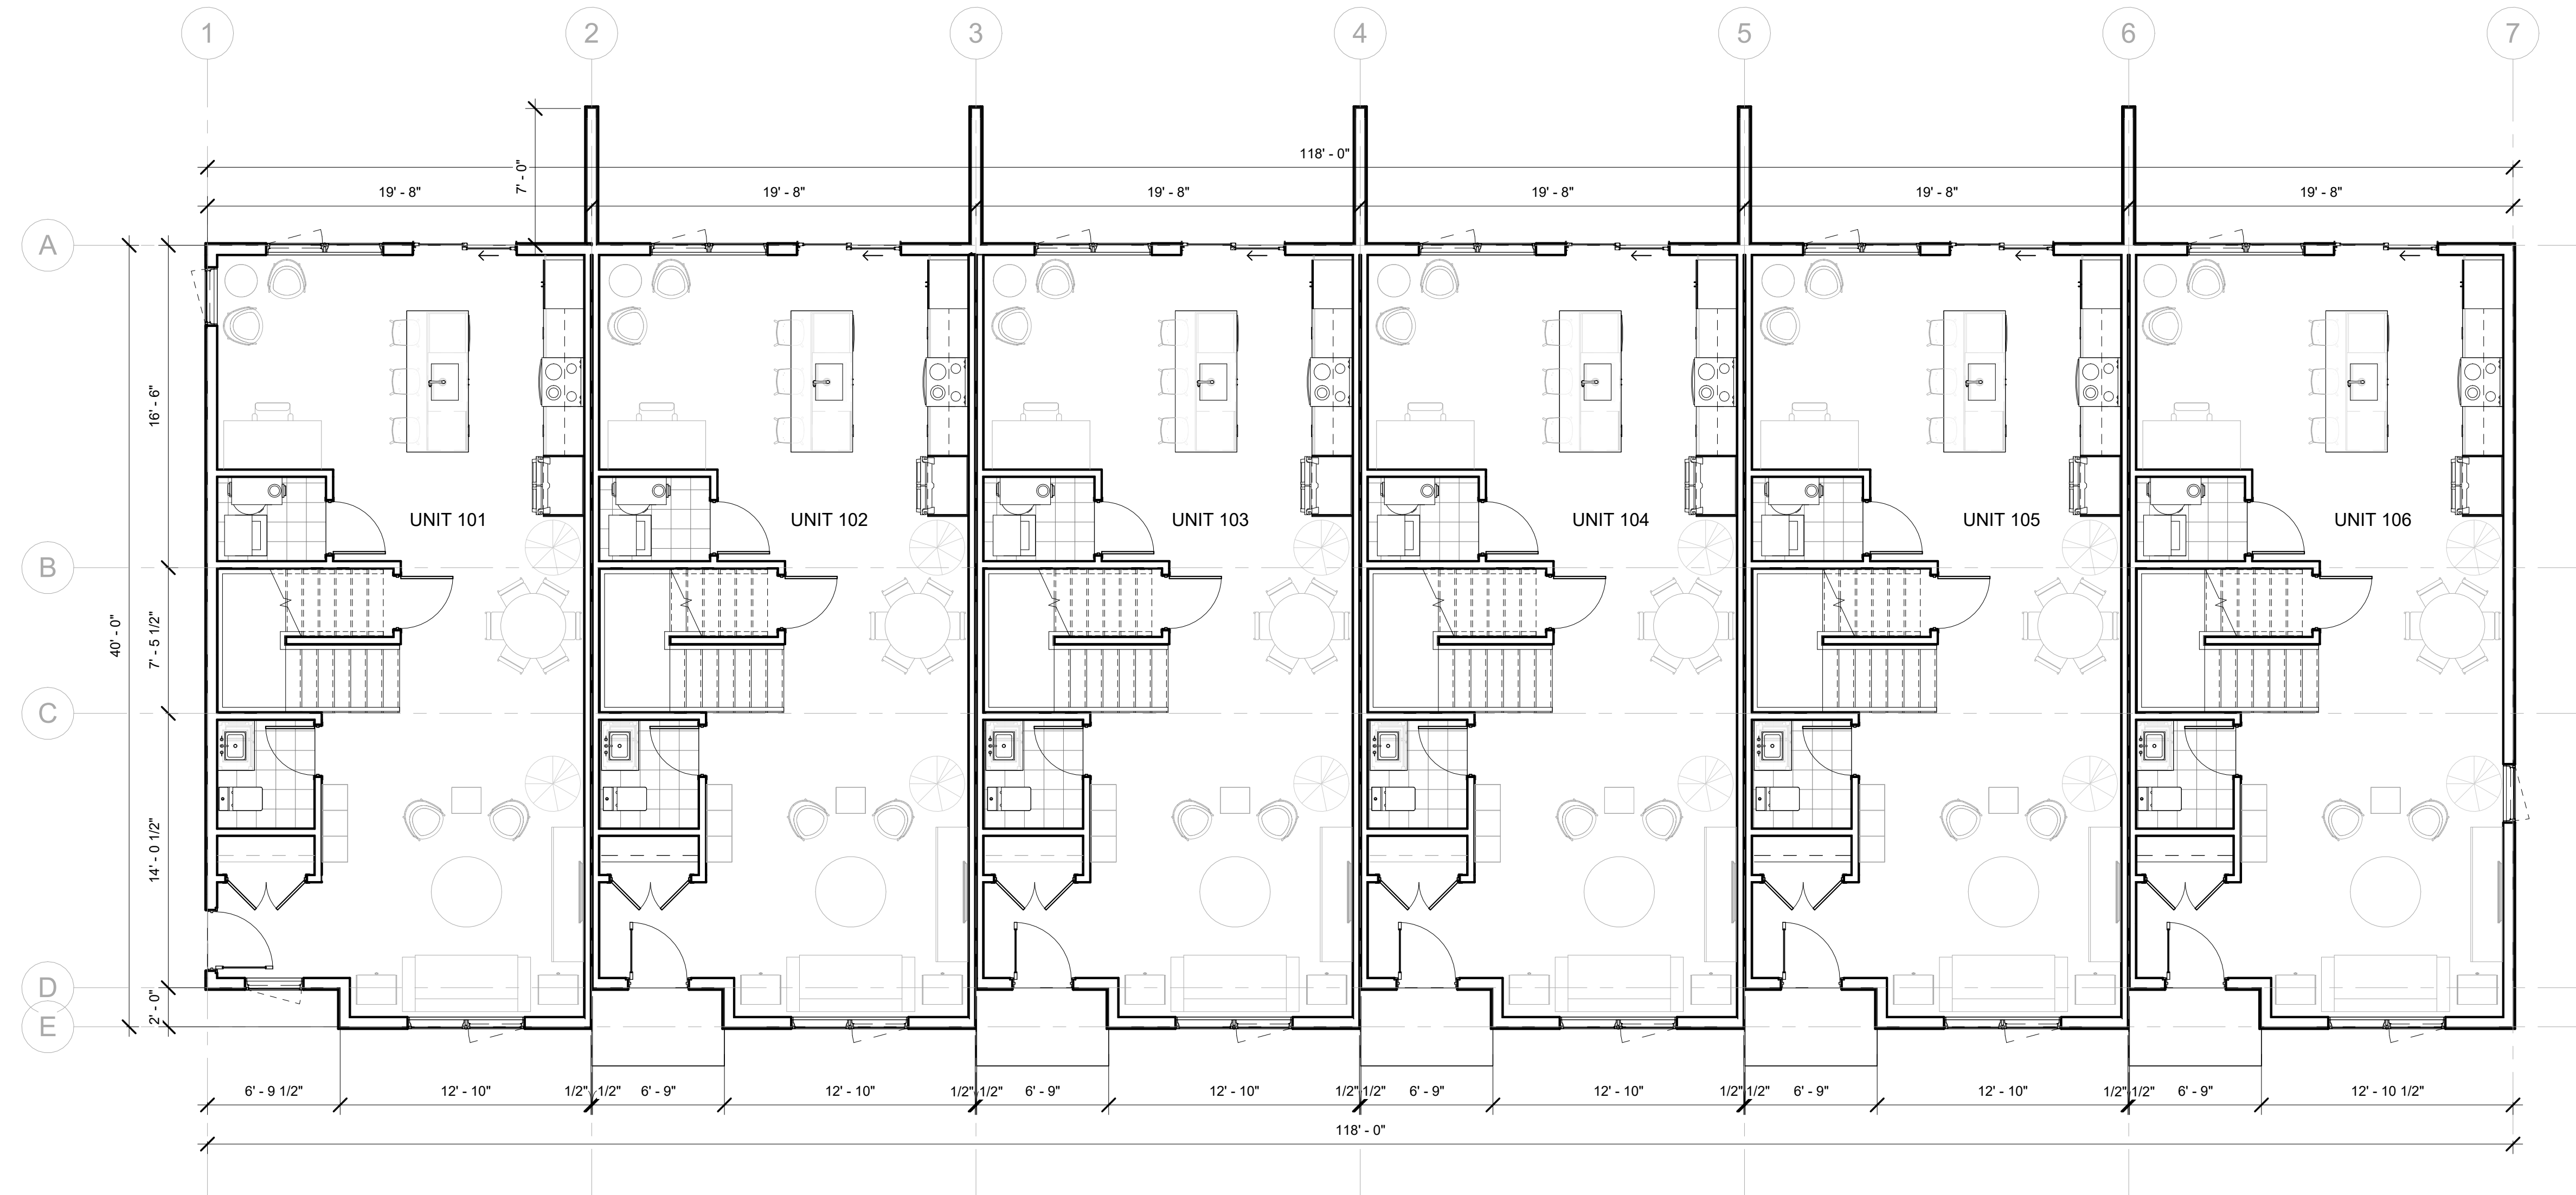 1 2 3 4 5 6 7
118' - 0"
7' - 0"
19' - 8" 19' - 8" 19' - 8" 19' - 8" 19' - 8" 19' - 8"
A
16' - 6"
UNIT 101 UNIT 102 UNIT 103 UNIT 104 UNIT 105 UNIT 106
B
40' - 0"
7' - 5 1/2"
C
14' - 0 1/2"
D
2' - 0"
E
6' - 9 1/2" 12' - 10" 1/2" 1/2" 6' - 9" 12' - 10" 1/2" 1/2" 6' - 9" 12' - 10" 1/2" 1/2" 6' - 9" 12' - 10" 1/2" 1/2" 6' - 9" 12' - 10" 1/2" 1/2" 6' - 9" 12' - 10 1/2"
118' - 0"